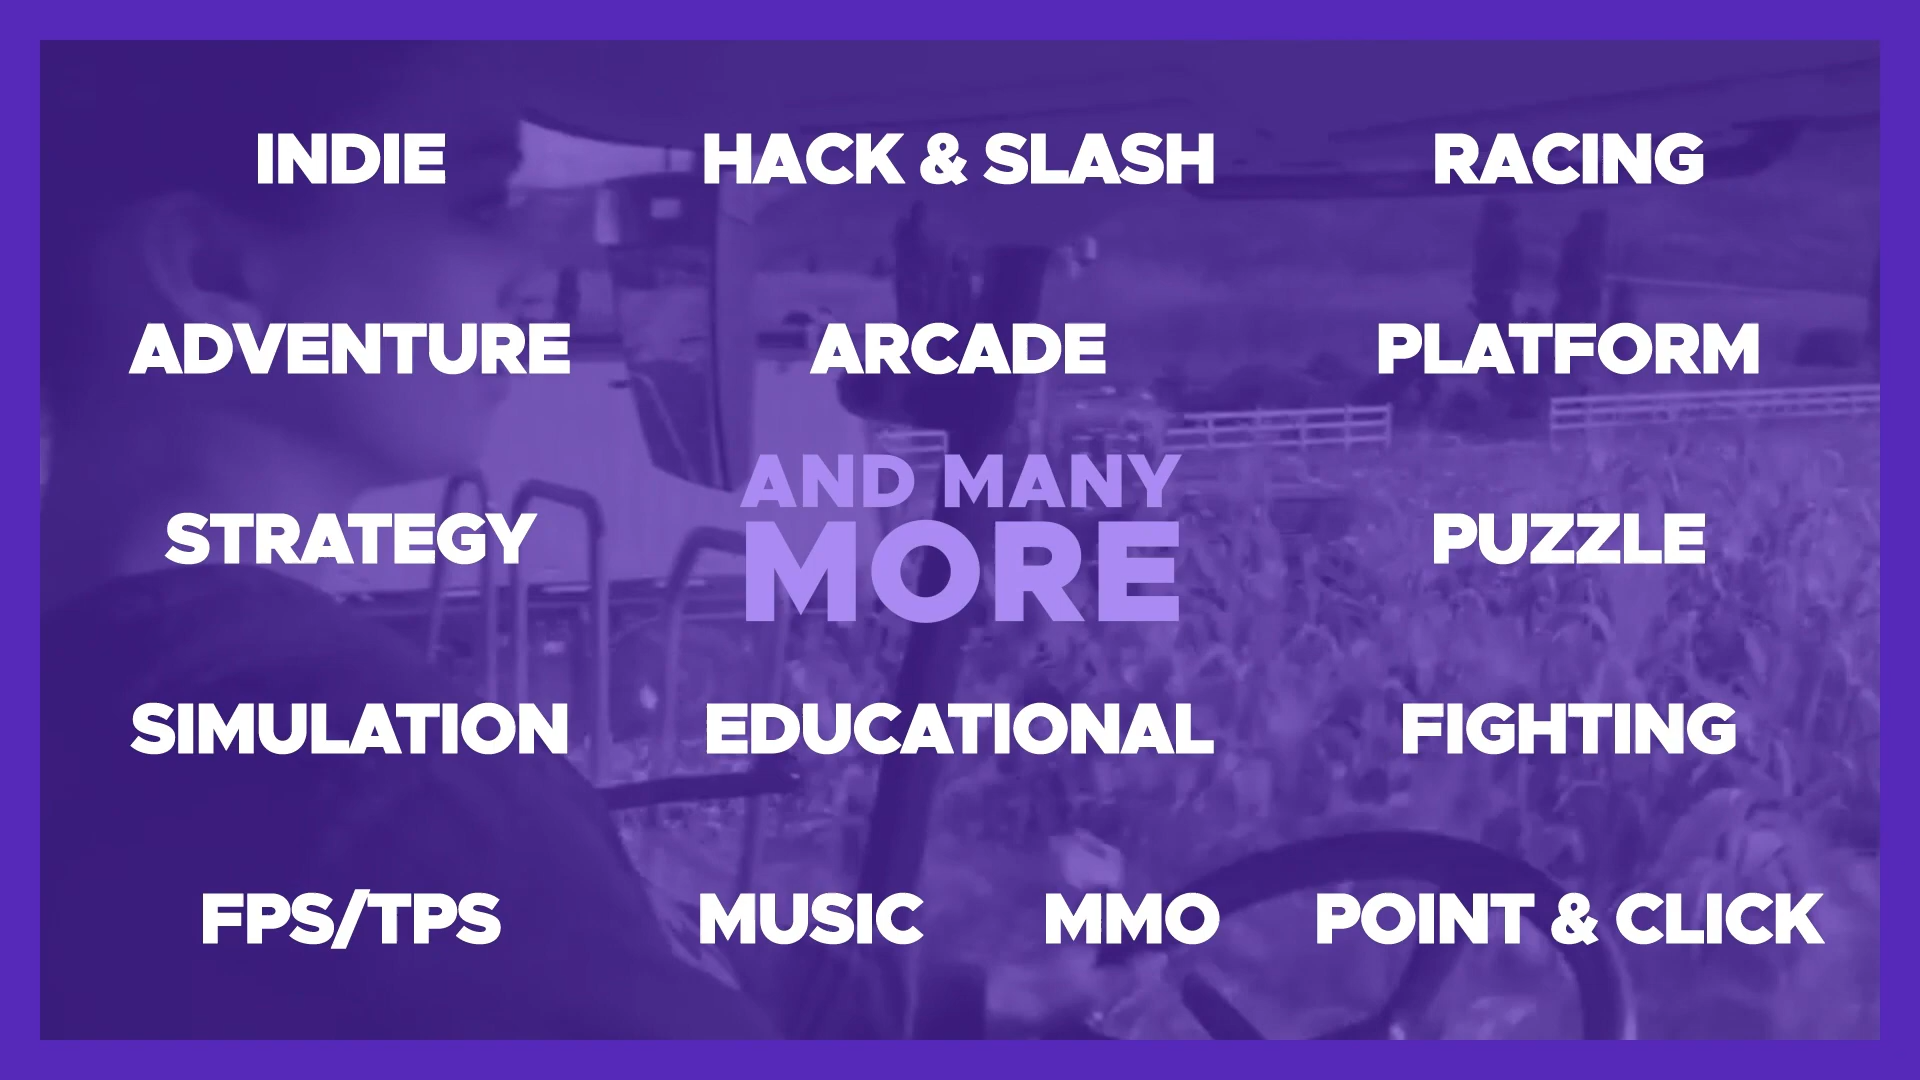 INDIE
HACK & SLASH
RACING
ADVENTURE
ARCADE
PLATFORM
AND MANY
MORE
STRATEGY
PUZZLE
SIMULATION
EDUCATIONAL
FIGHTING
FPS/TPS
MUSIC
MMO
POINT & CLICK